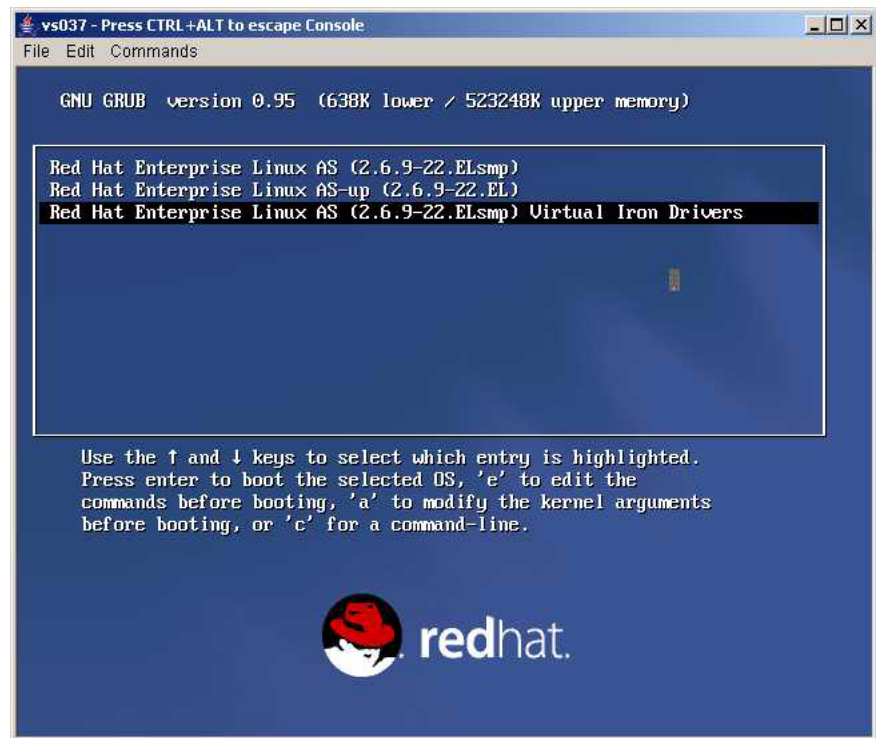 vs037 - Press CTRL+ALT to escape Console
File Edit Commands
GNU GRUB version 0.95 (638K lower / 523248K upper memory)
Red Hat Enterprise Linux AS (2.6.9-22.ELsmp)
Red Hat Enterprise Linux AS-up (2.6.9-22.EL)
Red Hat Enterprise Linux AS (2.6.9-22.ELsmp) Virtual Iron Drivers
Use the ↑ and ↓ keys to select which entry is highlighted.
Press enter to boot the selected OS, 'e' to edit the
commands before booting, 'a' to modify the kernel arguments
before booting, or 'c' for a command-line.
redhat.